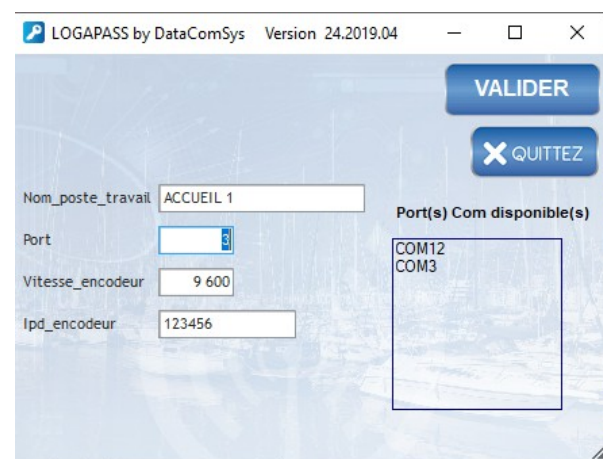 LOGAPASS by DataComSys Version 24.2019.04
VALIDER
QUITTEZ
Nom_poste_travail ACCUEIL 1
Port(s) Com disponible(s)
Port 3
COM12
COM3
Vitesse_encodeur 9 600
Ipd_encodeur 123456